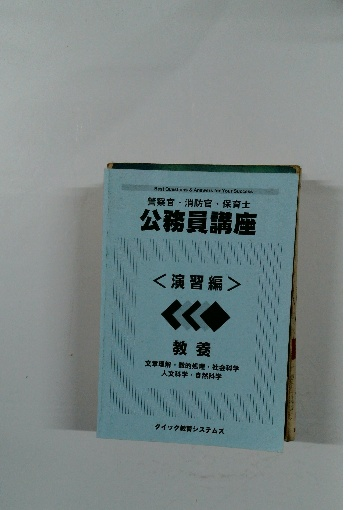 Best Questions & Answers for Your Success
警察官・消防官・保育士
公務員講座
＜演習編＞
教養
文章理解・数的処理・社会科学
人文科学・自然科学
クイック教育システムズ